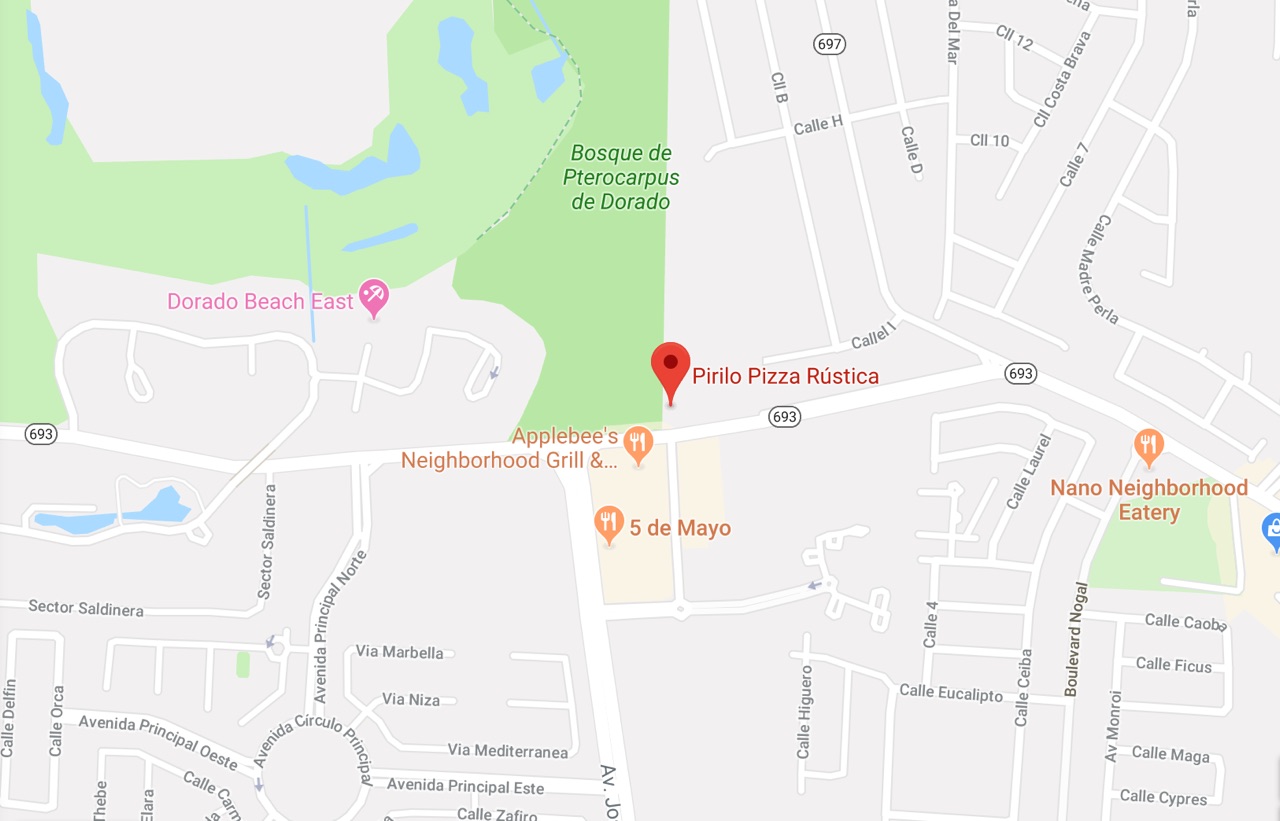 697
Cll 12
Cll B
Cll Costa Brava
Calle H
Calle D
Cll 10
Calle 7
Bosque de
Pterocarpus
de Dorado
Calle Madre Perla
Dorado Beach East
Callel I
Pirilo Pizza Rústica
693
693
693
Applebee's
Neighborhood Grill &...
5 de Mayo
Calle Laurel
Nano Neighborhood
Eatery
Sector Saldinera
Sector Saldinera
Avenida Principal Norte
Calle 4
Calle Ceiba
Boulevard Nogal
Calle Caoba
Calle Ficus
Via Marbella
Via Niza
Via Mediterranea
Calle Eucalipto
Calle Higuero
Av Monroi
Calle Maga
Calle Cypres
Calle Delfin
Calle Orca
Avenida Principal Oeste
Avenida Circulo Principal
Avenida Principal Este
Calle Zafiro
Calle Carm
Thebe
Elara
Av. Jo
a Del Mar